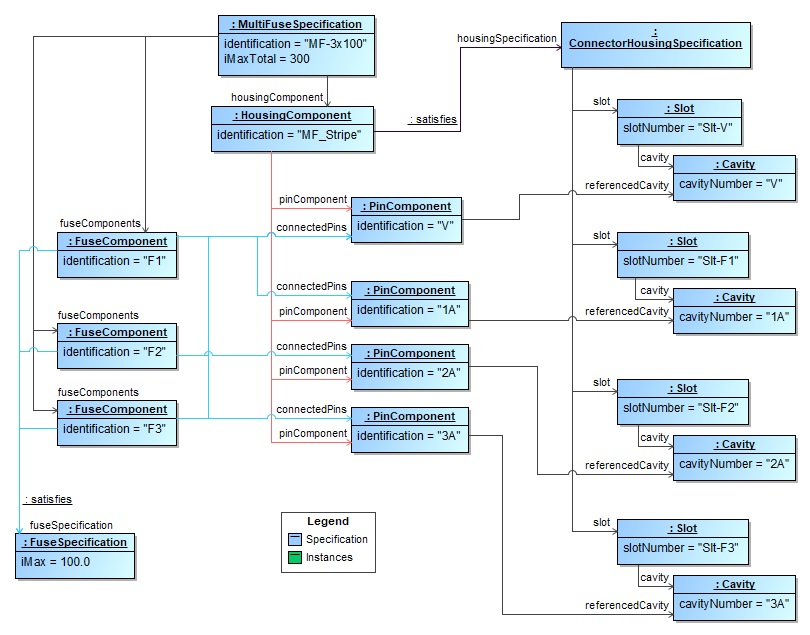 : MultiFuseSpecification
identification = "MF-3x100"
iMaxTotal = 300
housingSpecification
:
ConnectorHousingSpecification
housingComponent
: HousingComponent
identification = "MF_Stripe"
: satisfies
slot
: Slot
slotNumber = "Slt-V"
cavity
: Cavity
cavityNumber = "V"
referencedCavity
pinComponent
: PinComponent
identification = "V"
connectedPins
fuseComponents
: FuseComponent
identification = "F1"
slot
: Slot
slotNumber = "Slt-F1"
cavity
: Cavity
cavityNumber = "1A"
referencedCavity
connectedPins
: PinComponent
identification = "1A"
pinComponent
fuseComponents
: FuseComponent
identification = "F2"
connectedPins
: PinComponent
identification = "2A"
pinComponent
slot
: Slot
slotNumber = "Slt-F2"
cavity
: Cavity
cavityNumber = "2A"
referencedCavity
fuseComponents
: FuseComponent
identification = "F3"
connectedPins
: PinComponent
identification = "3A"
pinComponent
: satisfies
fuseSpecification
: FuseSpecification
iMax = 100.0
Legend
Specification
Instances
slot
: Slot
slotNumber = "Slt-F3"
cavity
: Cavity
cavityNumber = "3A"
referencedCavity